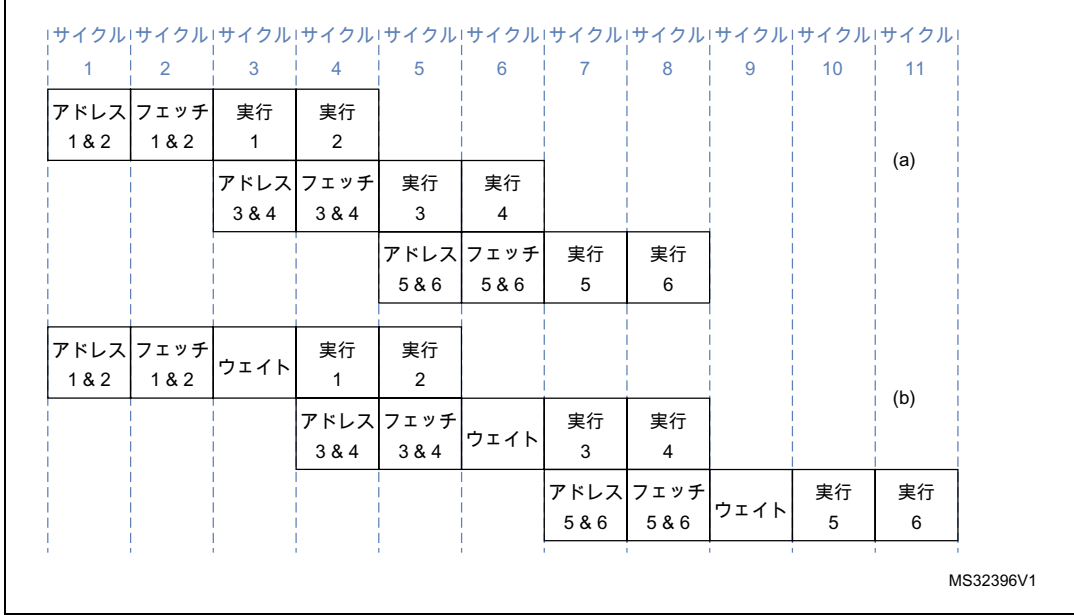 サイクル サイクル サイクル サイクル サイクル サイクル サイクル サイクル サイクル サイクル サイクル
1 2 3 4 5 6 7 8 9 10 11
アドレス フェッチ 実行 実行
1 & 2 1 & 2 1 2
(a)
アドレス フェッチ 実行 実行
3 & 4 3 & 4 3 4
アドレス フェッチ 実行 実行
5 & 6 5 & 6 5 6
アドレス フェッチ ウェイト 実行 実行
1 & 2 1 & 2 1 2
(b)
アドレス フェッチ ウェイト 実行 実行
3 & 4 3 & 4 3 4
アドレス フェッチ ウェイト 実行 実行
5 & 6 5 & 6 5 6
MS32396V1